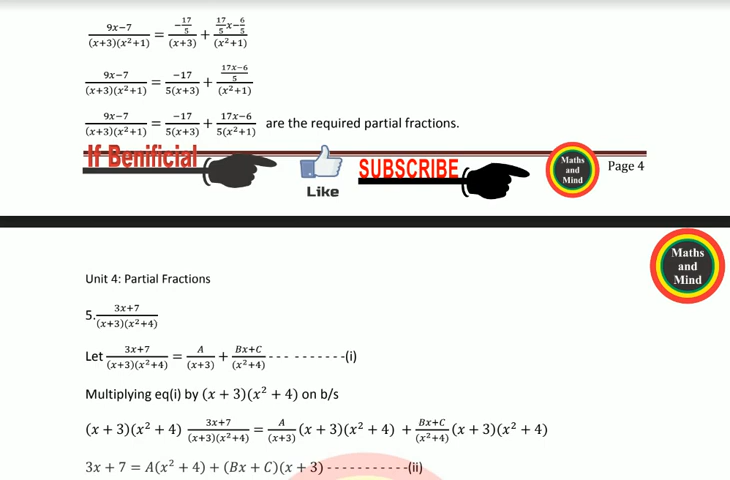 (9x−7)/((x+3)(x²+1)) = (−17/5)/(x+3) + (17/5 x − 6/5)/(x²+1)
(9x−7)/((x+3)(x²+1)) = −17/(5(x+3)) + ((17x−6)/5)/(x²+1)
(9x−7)/((x+3)(x²+1)) = −17/(5(x+3)) + (17x−6)/(5(x²+1)) are the required partial fractions.
If Benificial
Like
SUBSCRIBE
Maths and Mind
Page 4
Maths
and
Mind
Unit 4: Partial Fractions
5. (3x+7)/((x+3)(x²+4))
Let (3x+7)/((x+3)(x²+4)) = A/(x+3) + (Bx+C)/(x²+4) --- -------(i)
Multiplying eq(i) by (x + 3)(x² + 4) on b/s
(x + 3)(x² + 4) (3x+7)/((x+3)(x²+4)) = A/(x+3) (x + 3)(x² + 4) + (Bx+C)/(x²+4) (x + 3)(x² + 4)
3x + 7 = A(x² + 4) + (Bx + C)(x + 3) -----------(ii)